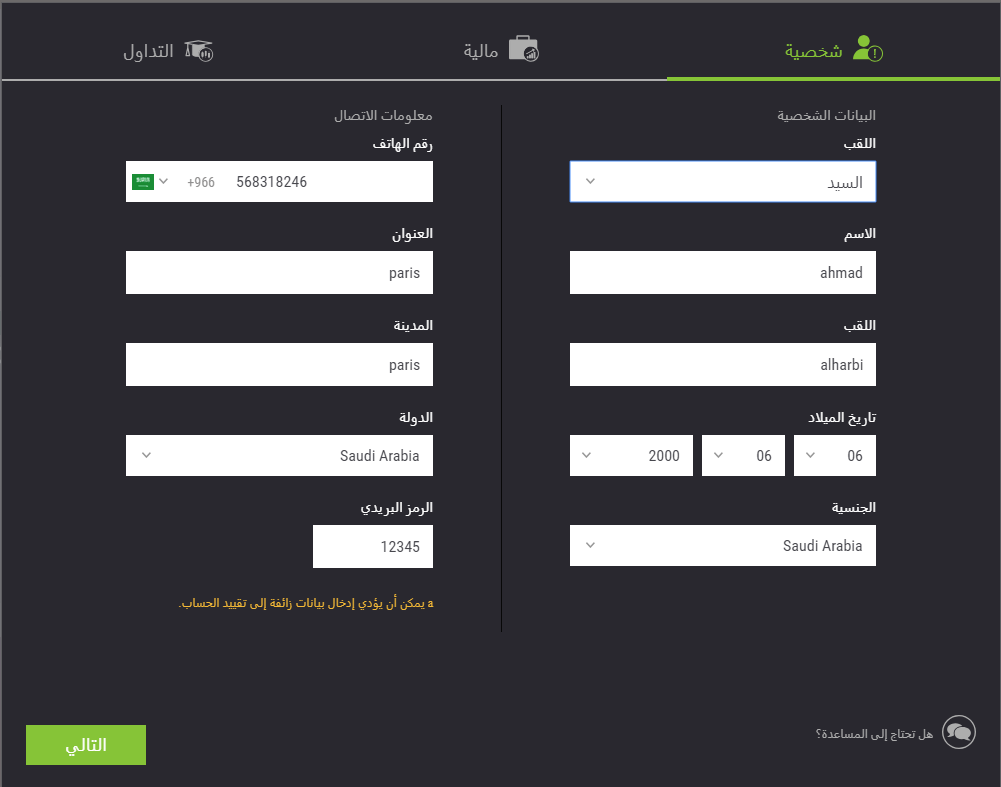 شخصية
مالية
التداول
البيانات الشخصية
اللقب
السيد
الاسم
ahmad
اللقب
alharbi
تاريخ الميلاد
06 06 2000
الجنسية
Saudi Arabia
معلومات الاتصال
رقم الهاتف
+966 568318246
العنوان
paris
المدينة
paris
الدولة
Saudi Arabia
الرمز البريدي
12345
a يمكن أن يؤدي إدخال بيانات زائفة إلى تقييد الحساب.
هل تحتاج إلى المساعدة؟
التالي